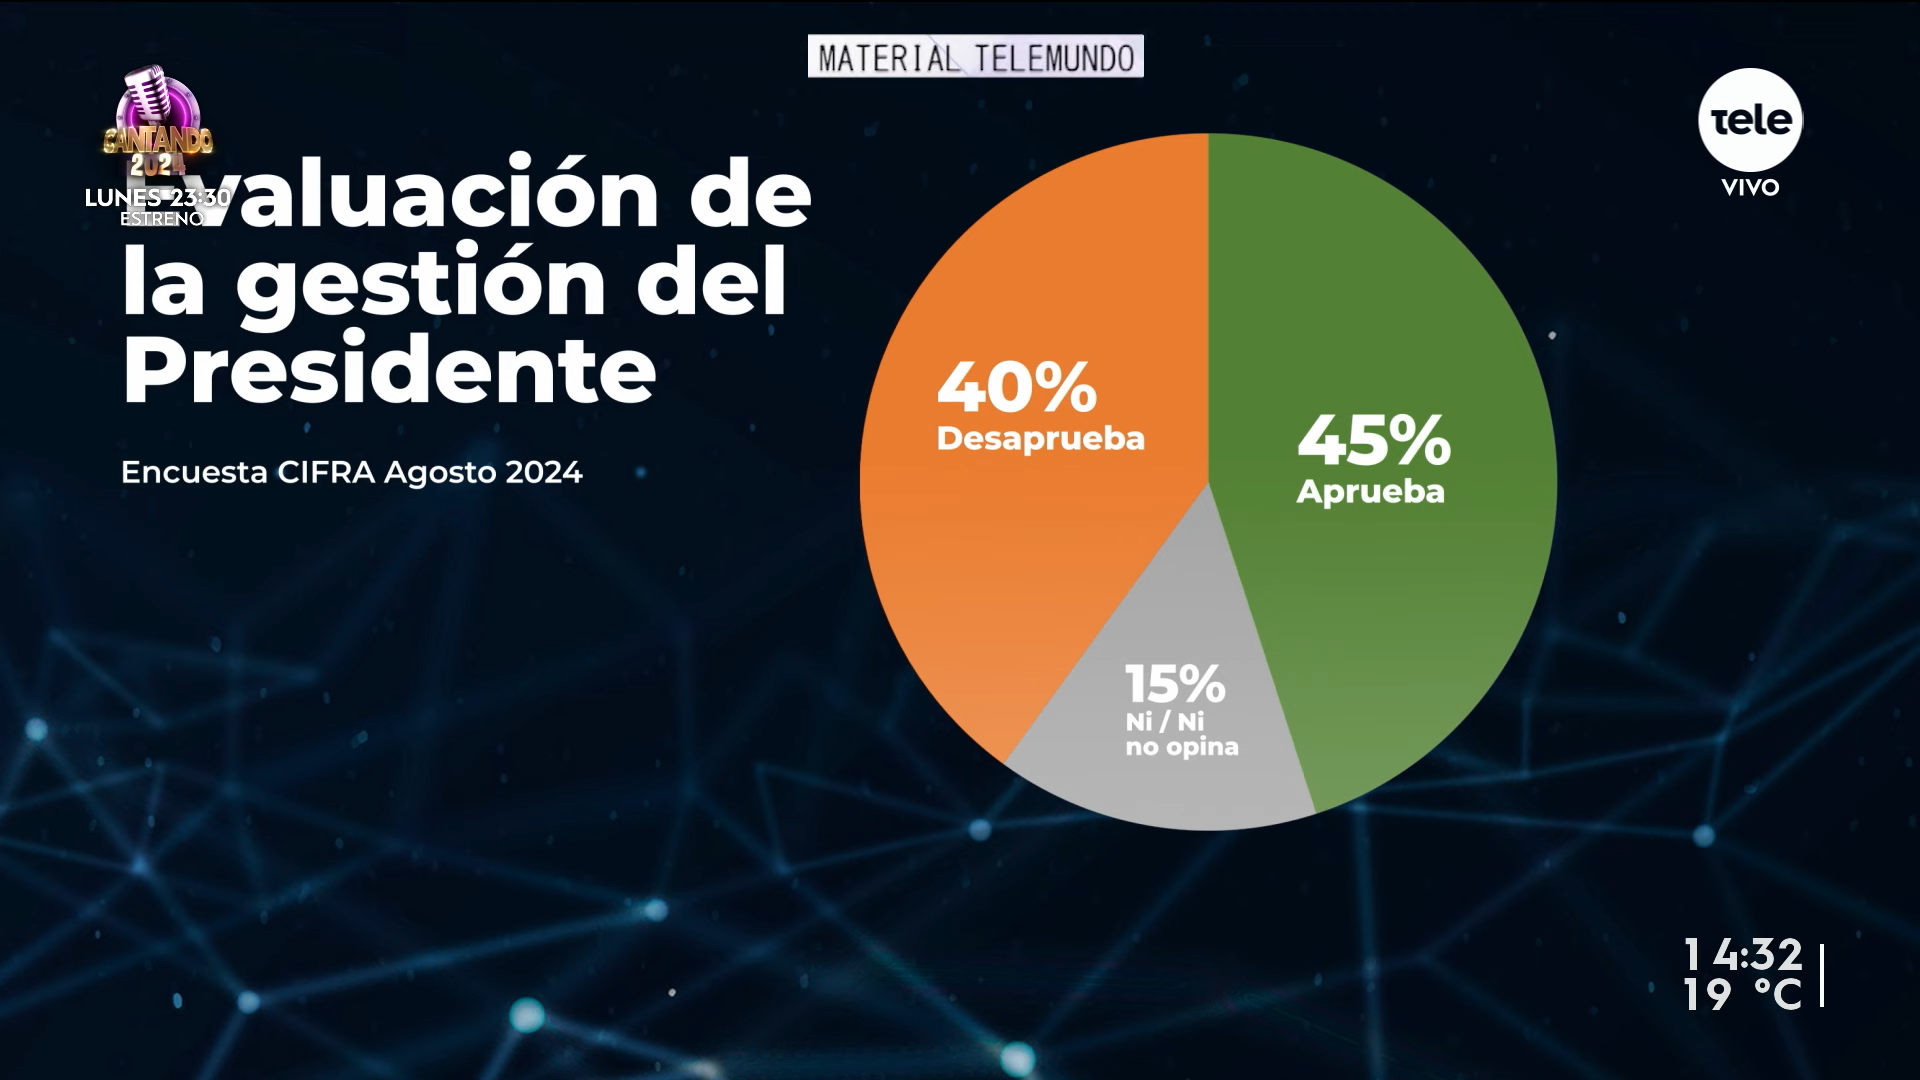 MATERIAL TELEMUNDO
CANTANDO
2024
LUNES 23:30
ESTRENO
tele
VIVO
Evaluación de
la gestión del
Presidente
Encuesta CIFRA Agosto 2024
40%
Desaprueba
45%
Aprueba
15%
Ni / Ni
no opina
14:32
19 °C